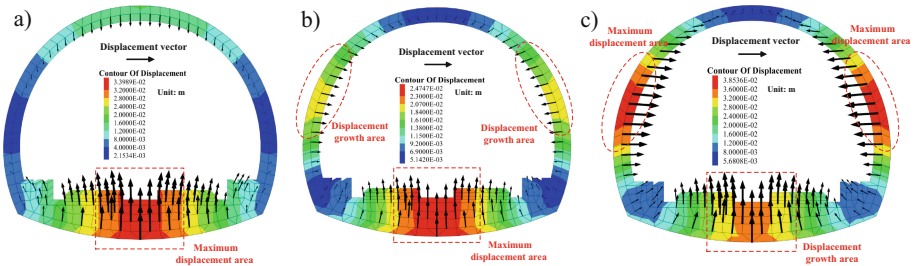 a)
Displacement vector
Contour Of Displacement
Unit: m
3.3989E-02
3.2000E-02
2.8000E-02
2.4000E-02
2.0000E-02
1.6000E-02
1.2000E-02
8.0000E-03
4.0000E-03
2.1534E-03
Maximum
displacement area
b)
Displacement vector
Contour Of Displacement
Unit: m
2.4747E-02
2.3000E-02
2.0700E-02
1.8400E-02
1.6100E-02
1.3800E-02
1.1500E-02
9.2000E-03
6.9000E-03
5.1420E-03
Displacement
growth area
Displacement
growth area
Maximum
displacement area
c)
Maximum
displacement area
Maximum
displacement area
Displacement vector
Contour Of Displacement
Unit: m
3.8536E-02
3.6000E-02
3.2000E-02
2.8000E-02
2.4000E-02
2.0000E-02
1.6000E-02
1.2000E-02
8.0000E-03
5.6808E-03
Displacement
growth area